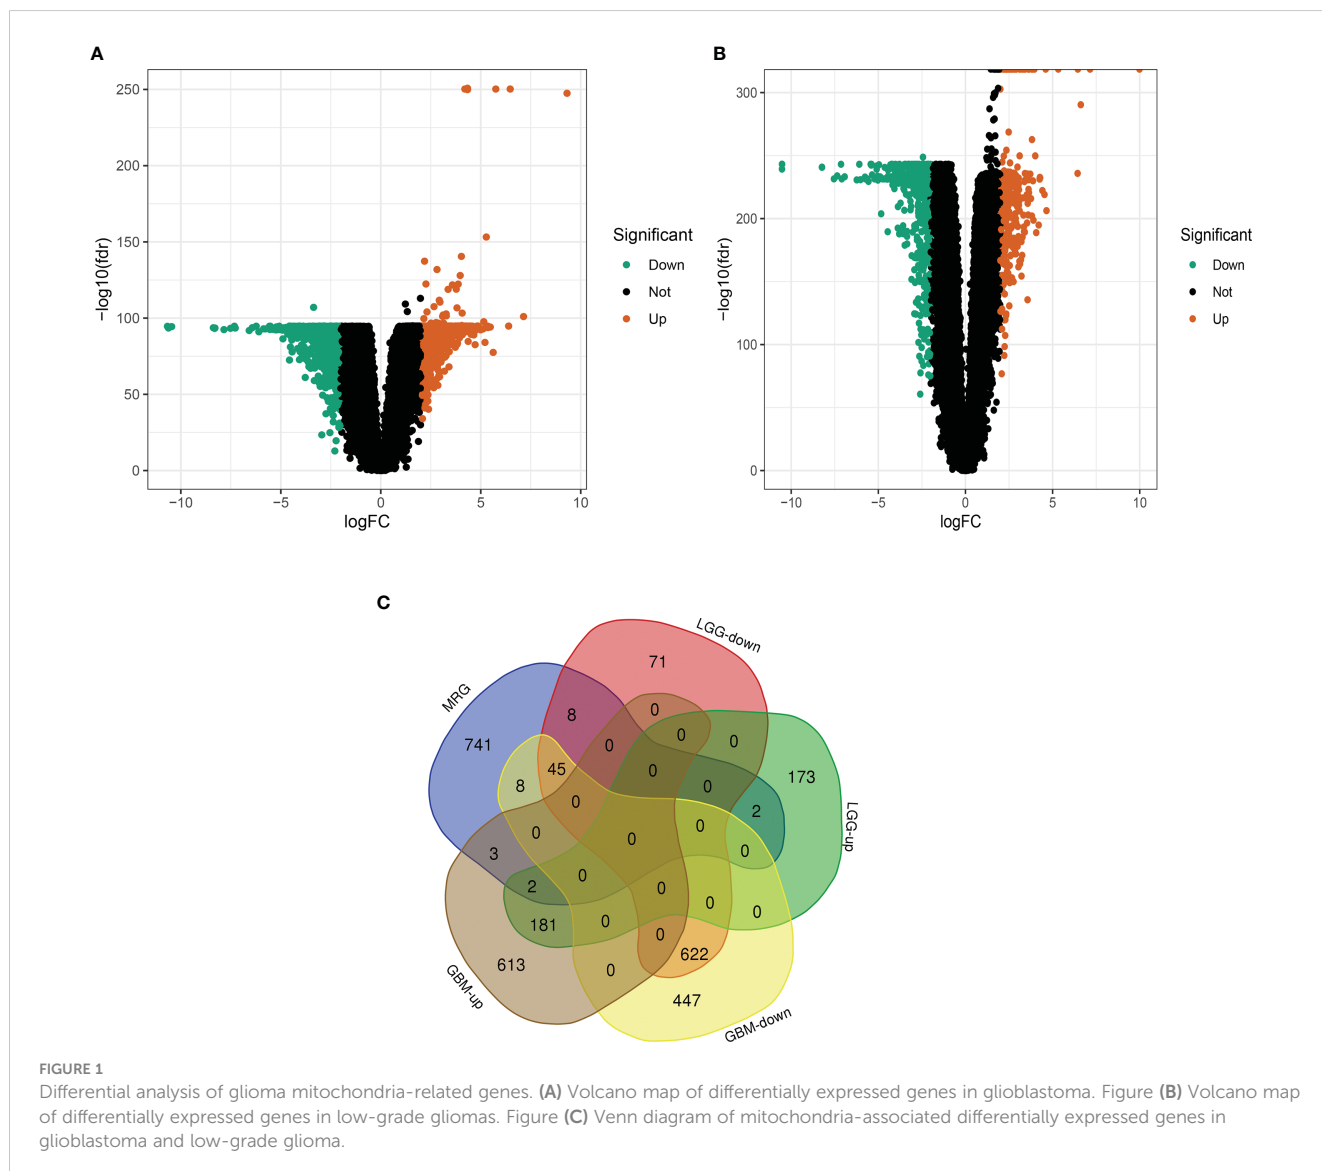 A
B
250
200
150
100
50
0
−10
−5
0
5
10
−log10(fdr)
logFC
Significant
Down
Not
Up
300
200
100
0
−10
−5
0
5
10
−log10(fdr)
logFC
Significant
Down
Not
Up
C
LGG-down
MRG
LGG-up
GBM-up
GBM-down
71
8
0
741
0
0
0
173
45
8
0
0
2
0
0
0
0
0
3
2
0
0
0
0
181
0
0
622
613
0
447
FIGURE 1
Differential analysis of glioma mitochondria-related genes. (A) Volcano map of differentially expressed genes in glioblastoma. Figure (B) Volcano map
of differentially expressed genes in low-grade gliomas. Figure (C) Venn diagram of mitochondria-associated differentially expressed genes in
glioblastoma and low-grade glioma.